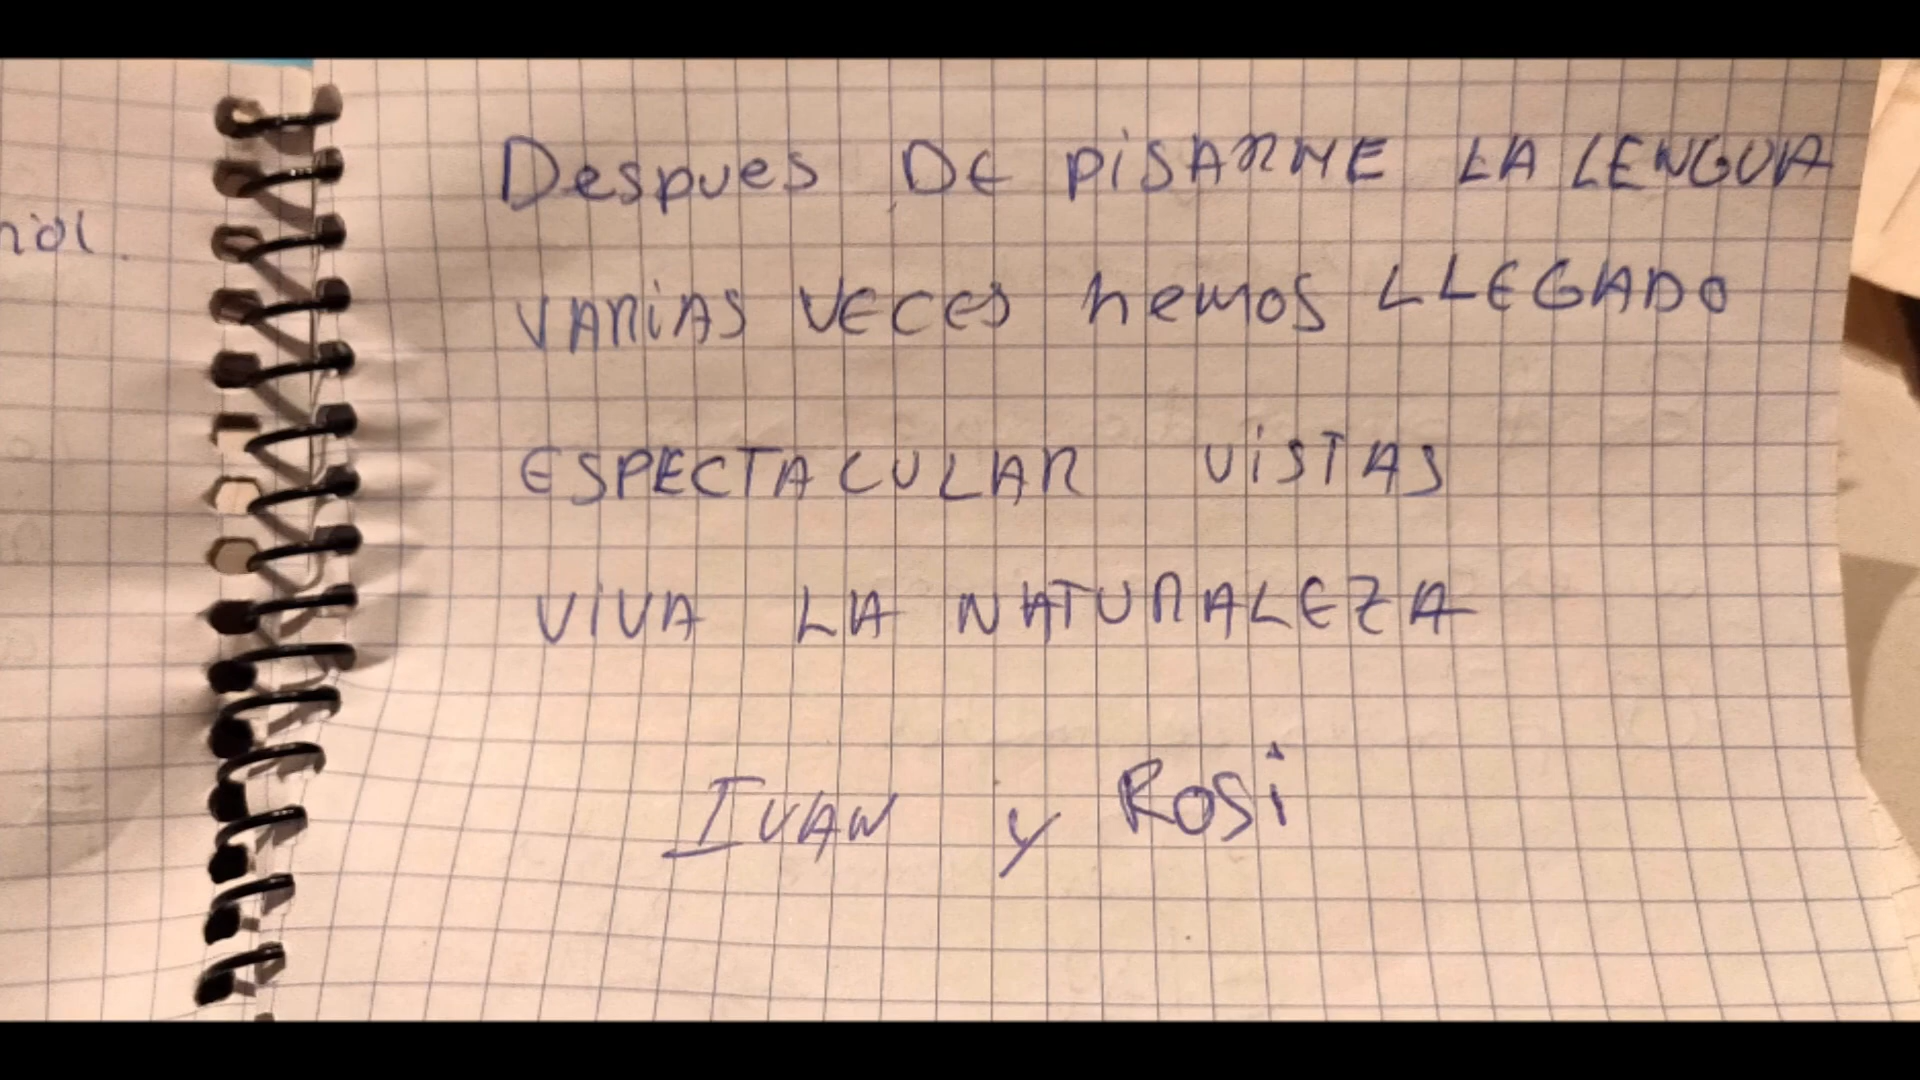 Despues DE PiSARME LA LENGUA
VARiAS VECES hemos LLEGADO
ESPECTACULAR ViSTAS
ViVA LA NATURALEZA
IVAN y ROSi